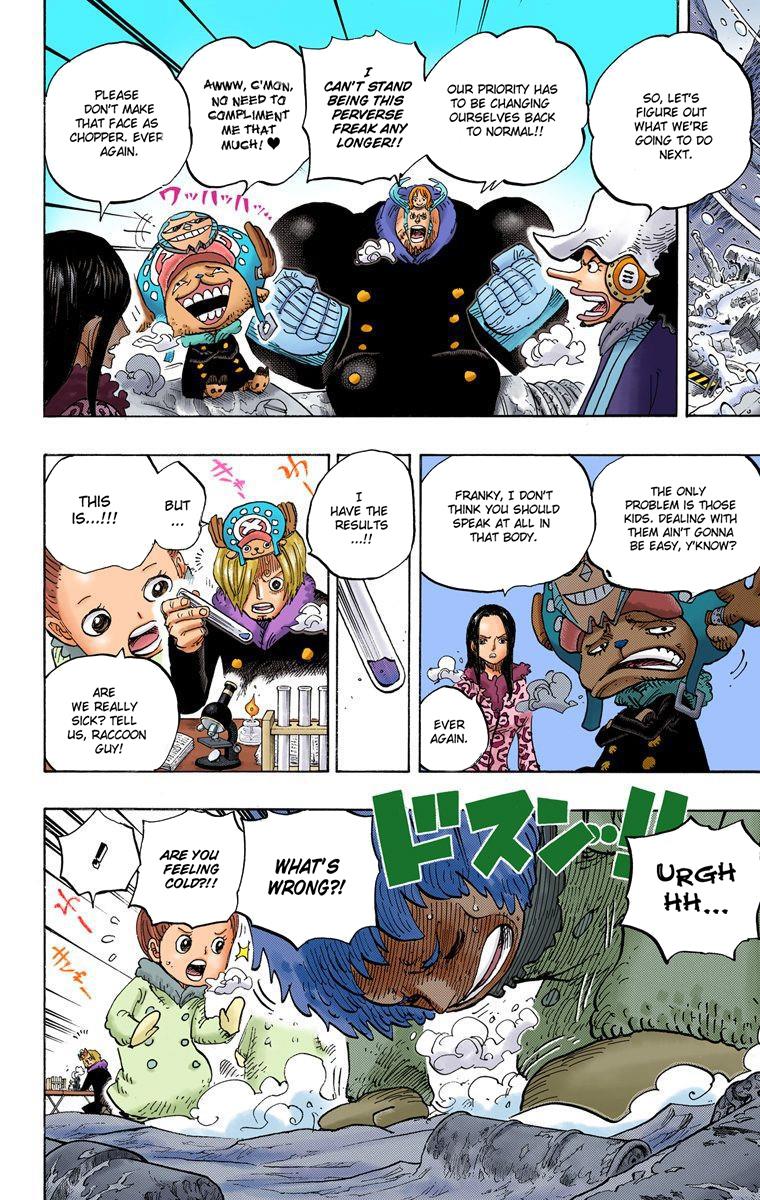 SO, LET'S
FIGURE OUT
WHAT WE'RE
GOING TO DO
NEXT.
OUR PRIORITY HAS
TO BE CHANGING
OURSELVES BACK
TO NORMAL!!
I
CAN'T STAND
BEING THIS
PERVERSE
FREAK ANY
LONGER!!
AWWW, C'MON,
NO NEED TO
COMPLIMENT
ME THAT
MUCH! ♥
PLEASE
DON'T MAKE
THAT FACE AS
CHOPPER. EVER
AGAIN.
ワッハッハッ…
THE ONLY
PROBLEM IS THOSE
KIDS. DEALING WITH
THEM AIN'T GONNA
BE EASY, Y'KNOW?
FRANKY, I DON'T
THINK YOU SHOULD
SPEAK AT ALL IN
THAT BODY.
EVER
AGAIN.
I
HAVE THE
RESULTS
...!!
BUT
...
THIS
IS...!!!
ARE
WE REALLY
SICK? TELL
US, RACCOON
GUY!
URGH
HH...
ドスン…!!
WHAT'S
WRONG?!
ARE YOU
FEELING
COLD?!!
!